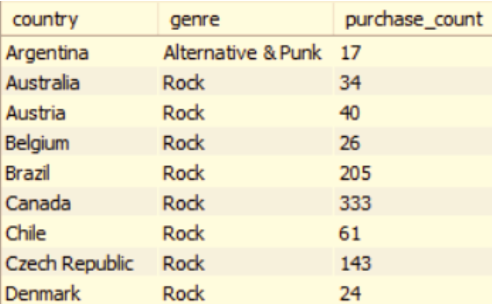 country genre purchase_count
Argentina Alternative & Punk 17
Australia Rock 34
Austria Rock 40
Belgium Rock 26
Brazil Rock 205
Canada Rock 333
Chile Rock 61
Czech Republic Rock 143
Denmark Rock 24